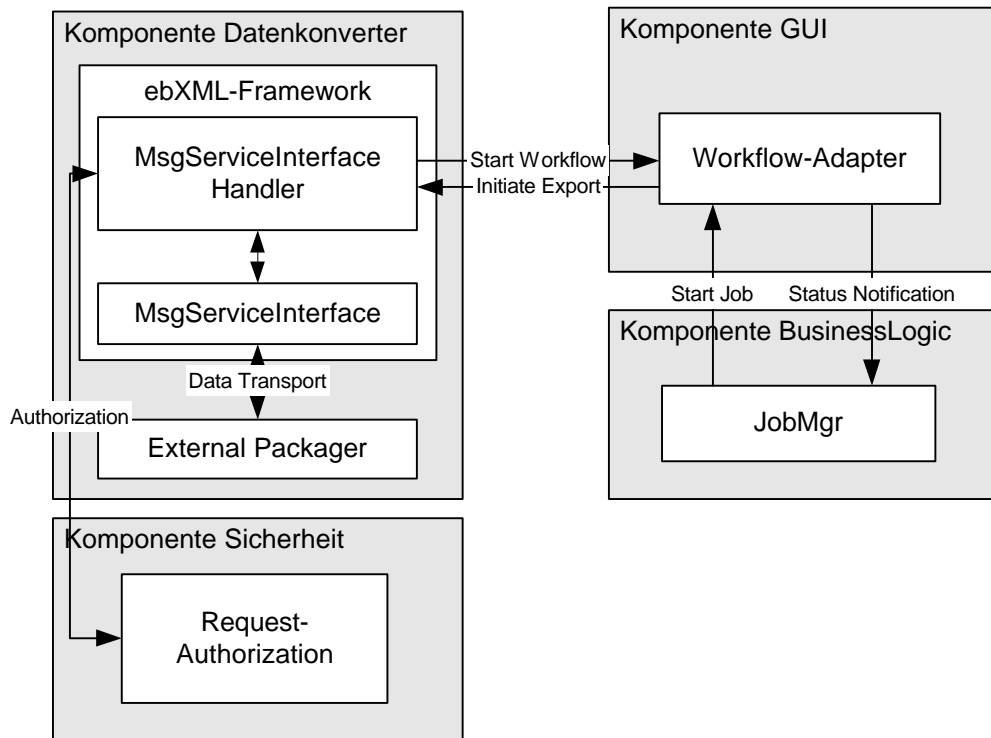 Komponente Datenkonverter
ebXML-Framework
MsgServiceInterface
Handler
MsgServiceInterface
Data Transport
External Packager
Authorization
Komponente Sicherheit
Request-
Authorization
Start Workflow
Initiate Export
Komponente GUI
Workflow-Adapter
Start Job
Status Notification
Komponente BusinessLogic
JobMgr